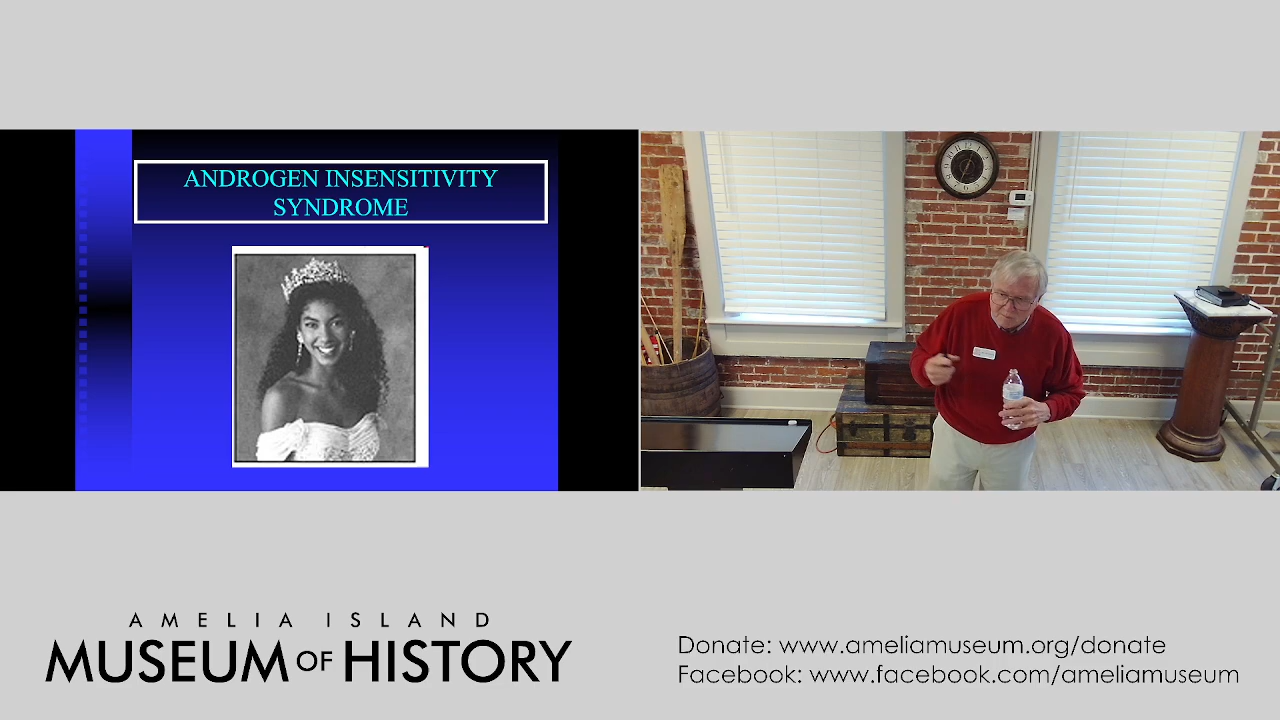 ANDROGEN INSENSITIVITY
SYNDROME
AMELIA ISLAND
MUSEUM OF HISTORY
Donate: www.ameliamuseum.org/donate
Facebook: www.facebook.com/ameliamuseum